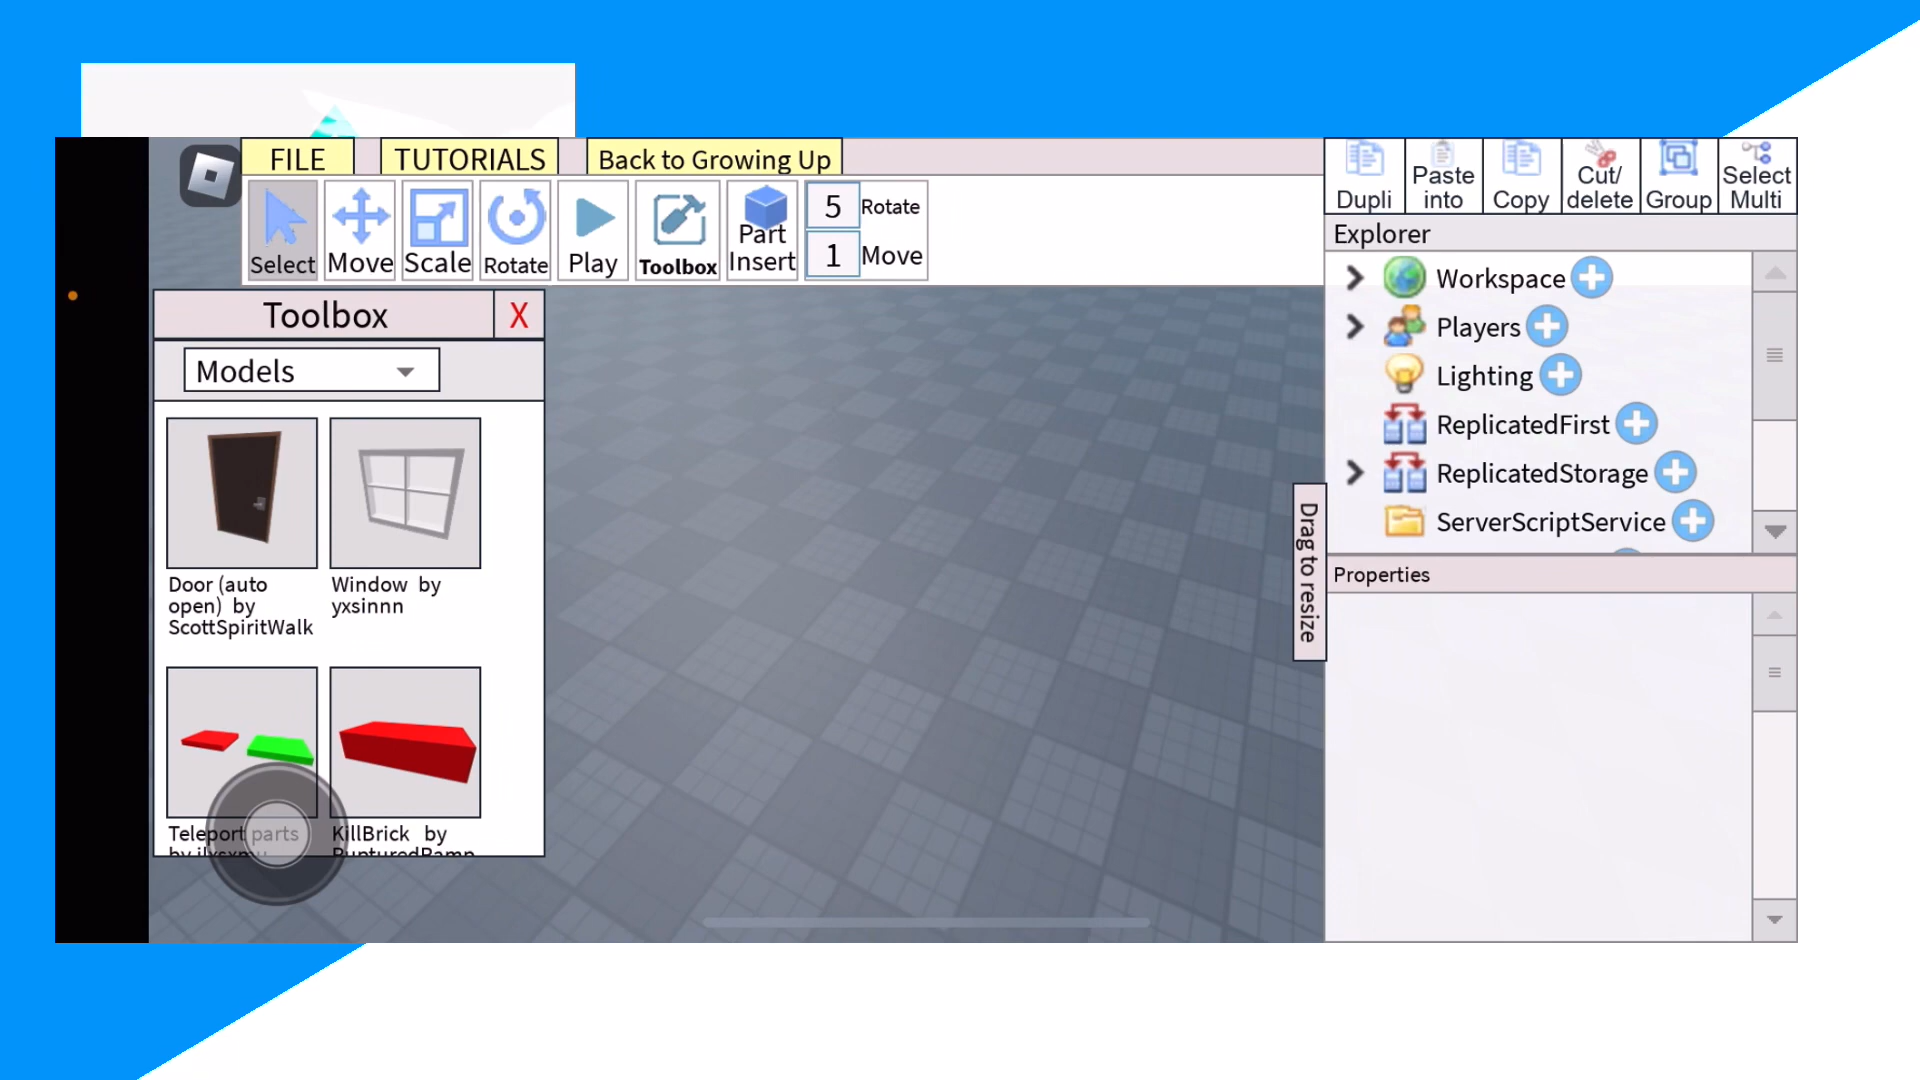 FILE
TUTORIALS
Back to Growing Up
Select
Move
Scale
Rotate
Play
Toolbox
Part
Insert
5 Rotate
1 Move
Dupli
Paste
into
Copy
Cut/
delete
Group
Select
Multi
Toolbox
X
Models
Door (auto
open) by
ScottSpiritWalk
Window by
yxsinnn
Teleport parts
by
KillBrick by
RupturedRamp
Explorer
Workspace
Players
Lighting
ReplicatedFirst
ReplicatedStorage
ServerScriptService
Drag to resize
Properties